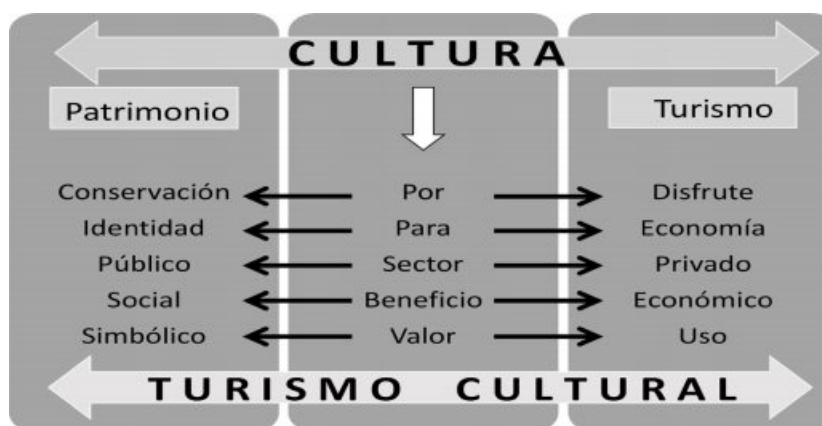 CULTURA
Patrimonio Turismo
Conservación Por Disfrute
Identidad Para Economía
Público Sector Privado
Social Beneficio Económico
Simbólico Valor Uso
TURISMO CULTURAL